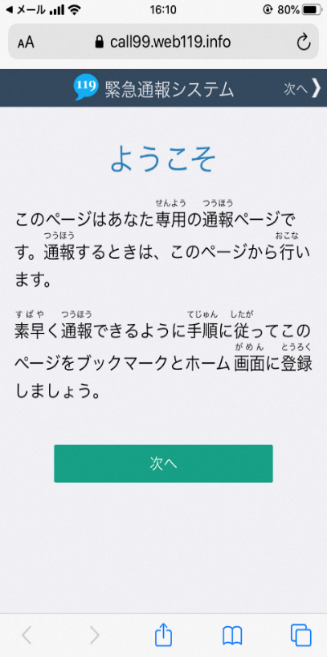 メール 16:10 80%
AA call99.web119.info
119 緊急通報システム 次へ
ようこそ
せんよう つうほう
このページはあなた専用の通報ページで
つうほう おこな
す。通報するときは、このページから行い
ます。
すばや つうほう てじゅん したが
素早く通報できるように手順に従ってこの
がめん とうろく
ページをブックマークとホーム画面に登録
しましょう。
次へ